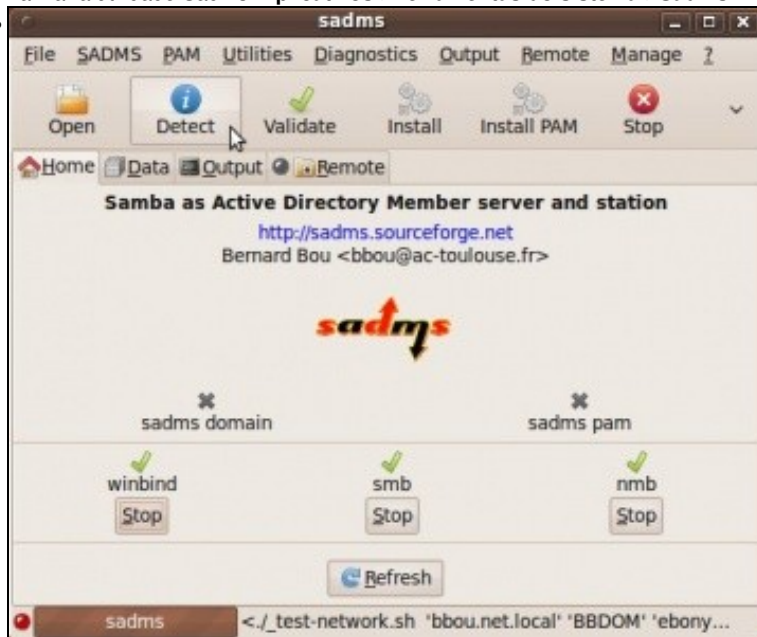 sadms
File SADMS PAM Utilities Diagnostics Output Remote Manage ?
Open Detect Validate Install Install PAM Stop
Home Data Output Remote
Samba as Active Directory Member server and station
http://sadms.sourceforge.net
Bernard Bou <bbou@ac-toulouse.fr>
sadms
sadms domain sadms pam
winbind smb nmb
Stop Stop Stop
Refresh
sadms <./_test-network.sh 'bbou.net.local' 'BBDOM' 'ebony...